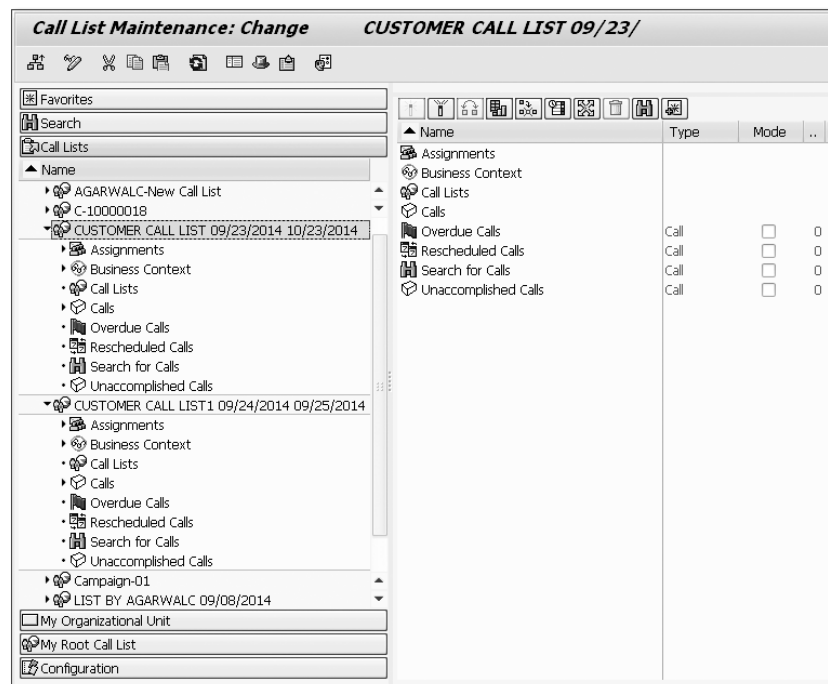 Call List Maintenance: Change CUSTOMER CALL LIST 09/23/
Favorites
Search
Call Lists
Name
AGARWALC-New Call List
C-10000018
CUSTOMER CALL LIST 09/23/2014 10/23/2014
Assignments
Business Context
Call Lists
Calls
Overdue Calls
Rescheduled Calls
Search for Calls
Unaccomplished Calls
CUSTOMER CALL LIST1 09/24/2014 09/25/2014
Assignments
Business Context
Call Lists
Calls
Overdue Calls
Rescheduled Calls
Search for Calls
Unaccomplished Calls
Campaign-01
LIST BY AGARWALC 09/08/2014
My Organizational Unit
My Root Call List
Configuration
Name Type Mode ..
Assignments
Business Context
Call Lists
Calls
Overdue Calls Call 0
Rescheduled Calls Call 0
Search for Calls Call 0
Unaccomplished Calls Call 0